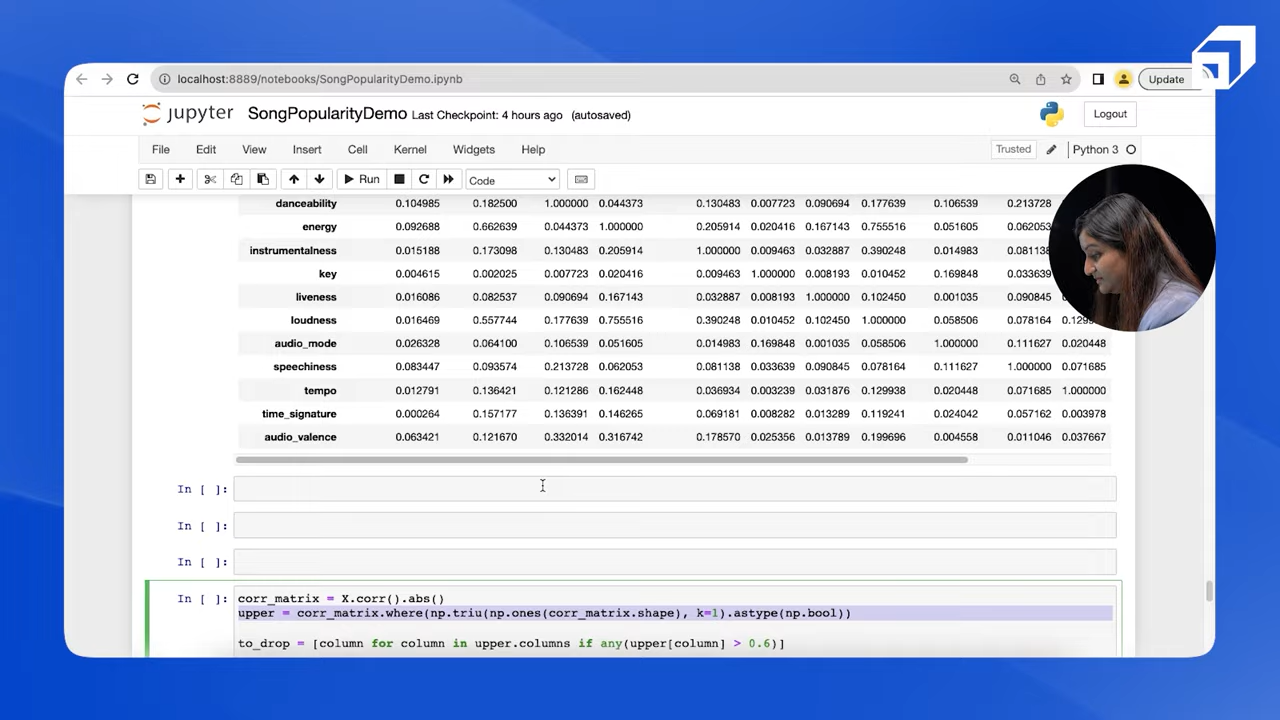 localhost:8889/notebooks/SongPopularityDemo.ipynb
Update
jupyter SongPopularityDemo Last Checkpoint: 4 hours ago (autosaved)
Logout
File Edit View Insert Cell Kernel Widgets Help
Trusted Python 3
Run Code
danceability 0.104985 0.182500 1.000000 0.044373 0.130483 0.007723 0.090694 0.177639 0.106539 0.213728
energy 0.092688 0.662639 0.044373 1.000000 0.205914 0.020416 0.167143 0.755516 0.051605 0.062053
instrumentalness 0.015188 0.173098 0.130483 0.205914 1.000000 0.009463 0.032887 0.390248 0.014983 0.081138
key 0.004615 0.002025 0.007723 0.020416 0.009463 1.000000 0.008193 0.010452 0.169848 0.033639
liveness 0.016086 0.082537 0.090694 0.167143 0.032887 0.008193 1.000000 0.102450 0.001035 0.090845
loudness 0.016469 0.557744 0.177639 0.755516 0.390248 0.010452 0.102450 1.000000 0.058506 0.078164
audio_mode 0.026328 0.064100 0.106539 0.051605 0.014983 0.169848 0.001035 0.058506 1.000000 0.111627 0.020448
speechiness 0.083447 0.093574 0.213728 0.062053 0.081138 0.033639 0.090845 0.078164 0.111627 1.000000 0.071685
tempo 0.012791 0.136421 0.121286 0.162448 0.036934 0.003239 0.031876 0.129938 0.020448 0.071685 1.000000
time_signature 0.000264 0.157177 0.136391 0.146265 0.069181 0.008282 0.013289 0.119241 0.024042 0.057162 0.003978
audio_valence 0.063421 0.121670 0.332014 0.316742 0.178570 0.025356 0.013789 0.199696 0.004558 0.011046 0.037667
In [ ]:
In [ ]:
In [ ]:
In [ ]: corr_matrix = X.corr().abs()
upper = corr_matrix.where(np.triu(np.ones(corr_matrix.shape), k=1).astype(np.bool))
to_drop = [column for column in upper.columns if any(upper[column] > 0.6)]